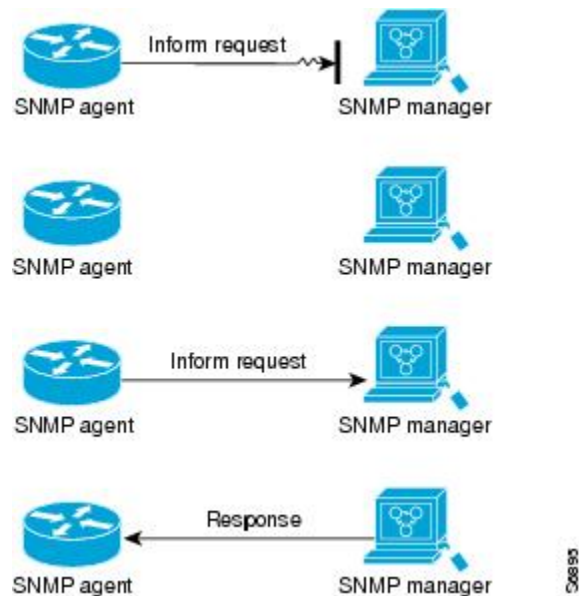 Inform request
SNMP agent SNMP manager
SNMP agent SNMP manager
Inform request
SNMP agent SNMP manager
Response
SNMP agent SNMP manager